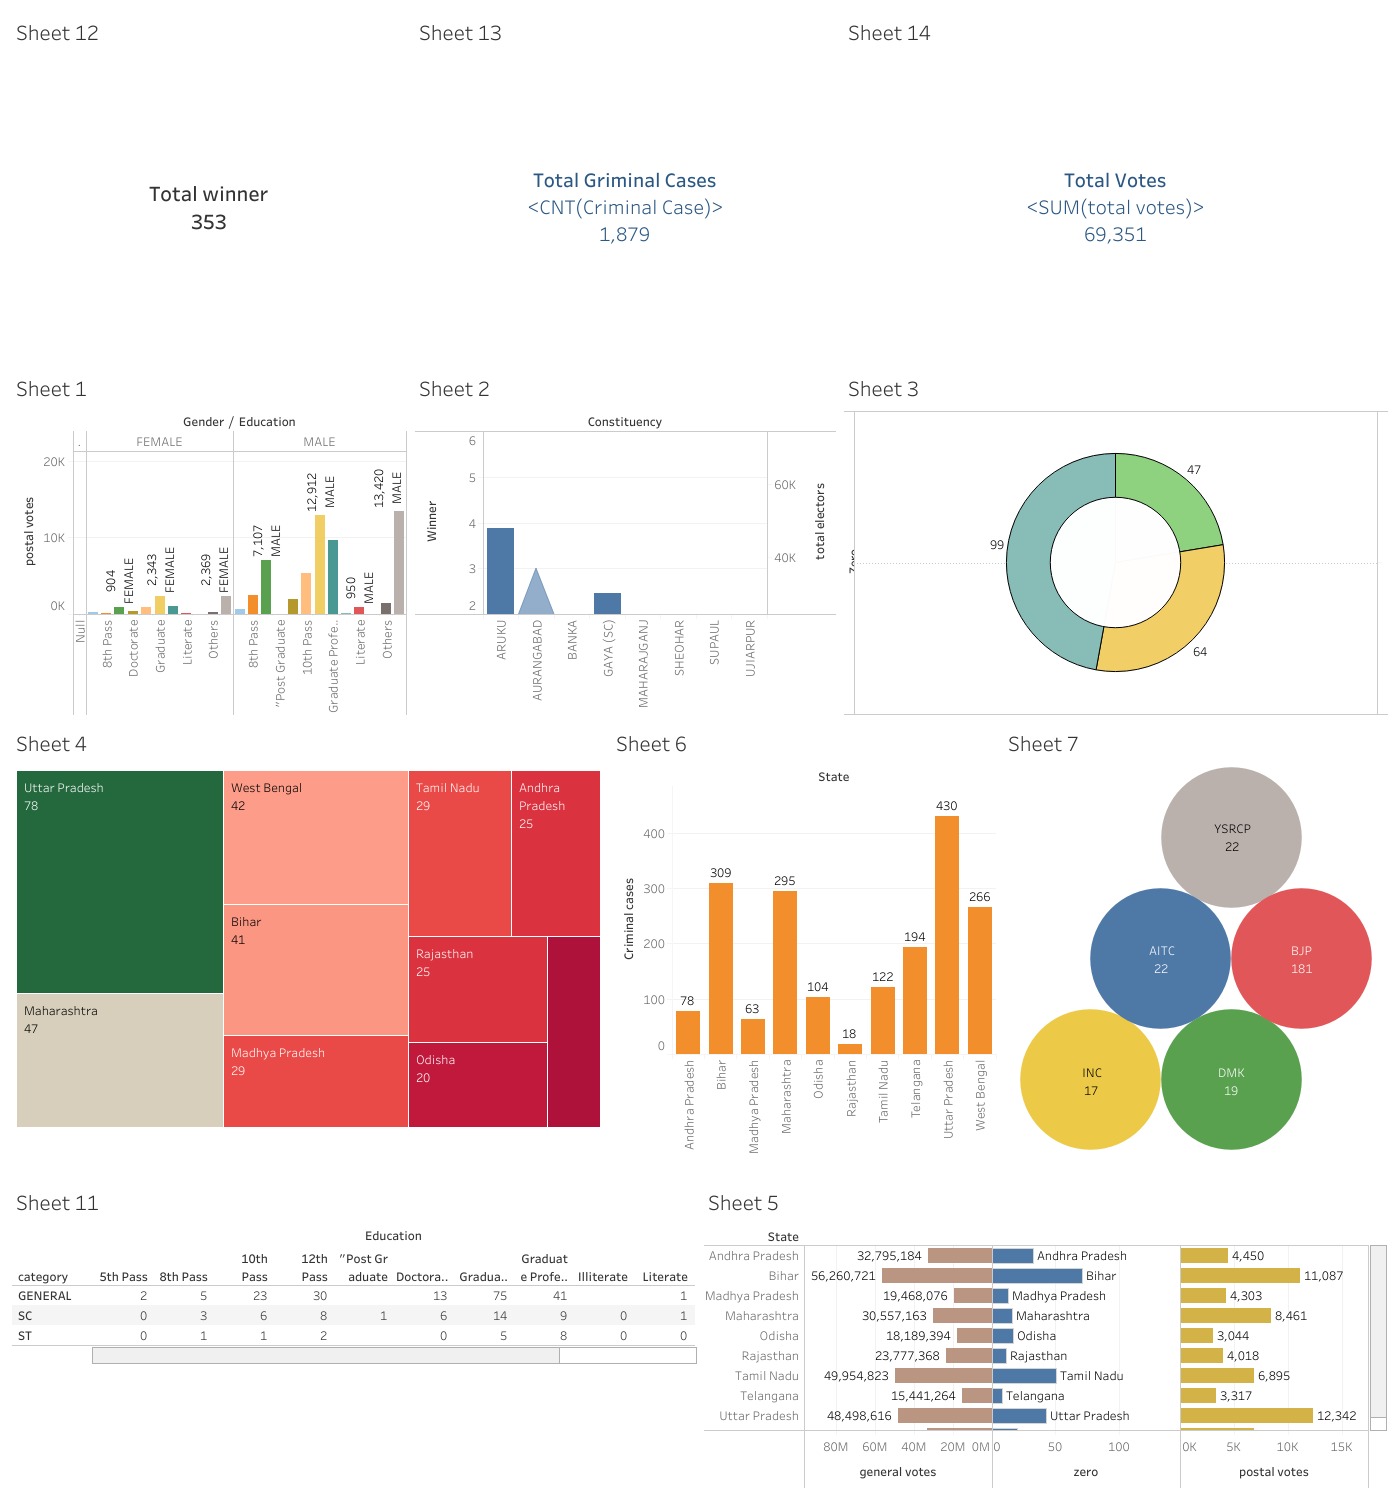 Sheet 12
Total winner
353
Sheet 13
Total Griminal Cases
<CNT(Criminal Case)>
1,879
Sheet 14
Total Votes
<SUM(total votes)>
69,351
Sheet 1
Gender / Education
. FEMALE MALE
postal votes
20K
10K
0K
904
FEMALE
2,343
FEMALE
2,369
FEMALE
7,107
MALE
12,912
MALE
950
MALE
13,420
MALE
Null
8th Pass
Doctorate
Graduate
Literate
Others
8th Pass
"Post Graduate
10th Pass
Graduate Profe..
Literate
Others
Sheet 2
Constituency
Winner
6
5
4
3
2
60K
40K
total electors
ARUKU
AURANGABAD
BANKA
GAYA (SC)
MAHARAJGANJ
SHEOHAR
SUPAUL
UJIARPUR
Sheet 3
47
99
64
Sheet 4
Uttar Pradesh
78
Maharashtra
47
West Bengal
42
Bihar
41
Madhya Pradesh
29
Tamil Nadu
29
Andhra
Pradesh
25
Rajasthan
25
Odisha
20
Sheet 6
State
Criminal cases
400
300
200
100
0
78
309
63
295
104
18
122
194
430
266
Andhra Pradesh
Bihar
Madhya Pradesh
Maharashtra
Odisha
Rajasthan
Tamil Nadu
Telangana
Uttar Pradesh
West Bengal
Sheet 7
YSRCP
22
AITC
22
BJP
181
INC
17
DMK
19
Sheet 11
Education
category 5th Pass 8th Pass 10th Pass 12th Pass "Post Gr aduate Doctora.. Gradua.. Graduat e Profe.. Illiterate Literate
GENERAL 2 5 23 30 13 75 41 1
SC 0 3 6 8 1 6 14 9 0 1
ST 0 1 1 2 0 5 8 0 0
Sheet 5
State
Andhra Pradesh 32,795,184 Andhra Pradesh 4,450
Bihar 56,260,721 Bihar 11,087
Madhya Pradesh 19,468,076 Madhya Pradesh 4,303
Maharashtra 30,557,163 Maharashtra 8,461
Odisha 18,189,394 Odisha 3,044
Rajasthan 23,777,368 Rajasthan 4,018
Tamil Nadu 49,954,823 Tamil Nadu 6,895
Telangana 15,441,264 Telangana 3,317
Uttar Pradesh 48,498,616 Uttar Pradesh 12,342
80M 60M 40M 20M 0M 0 50 100 0K 5K 10K 15K
general votes zero postal votes